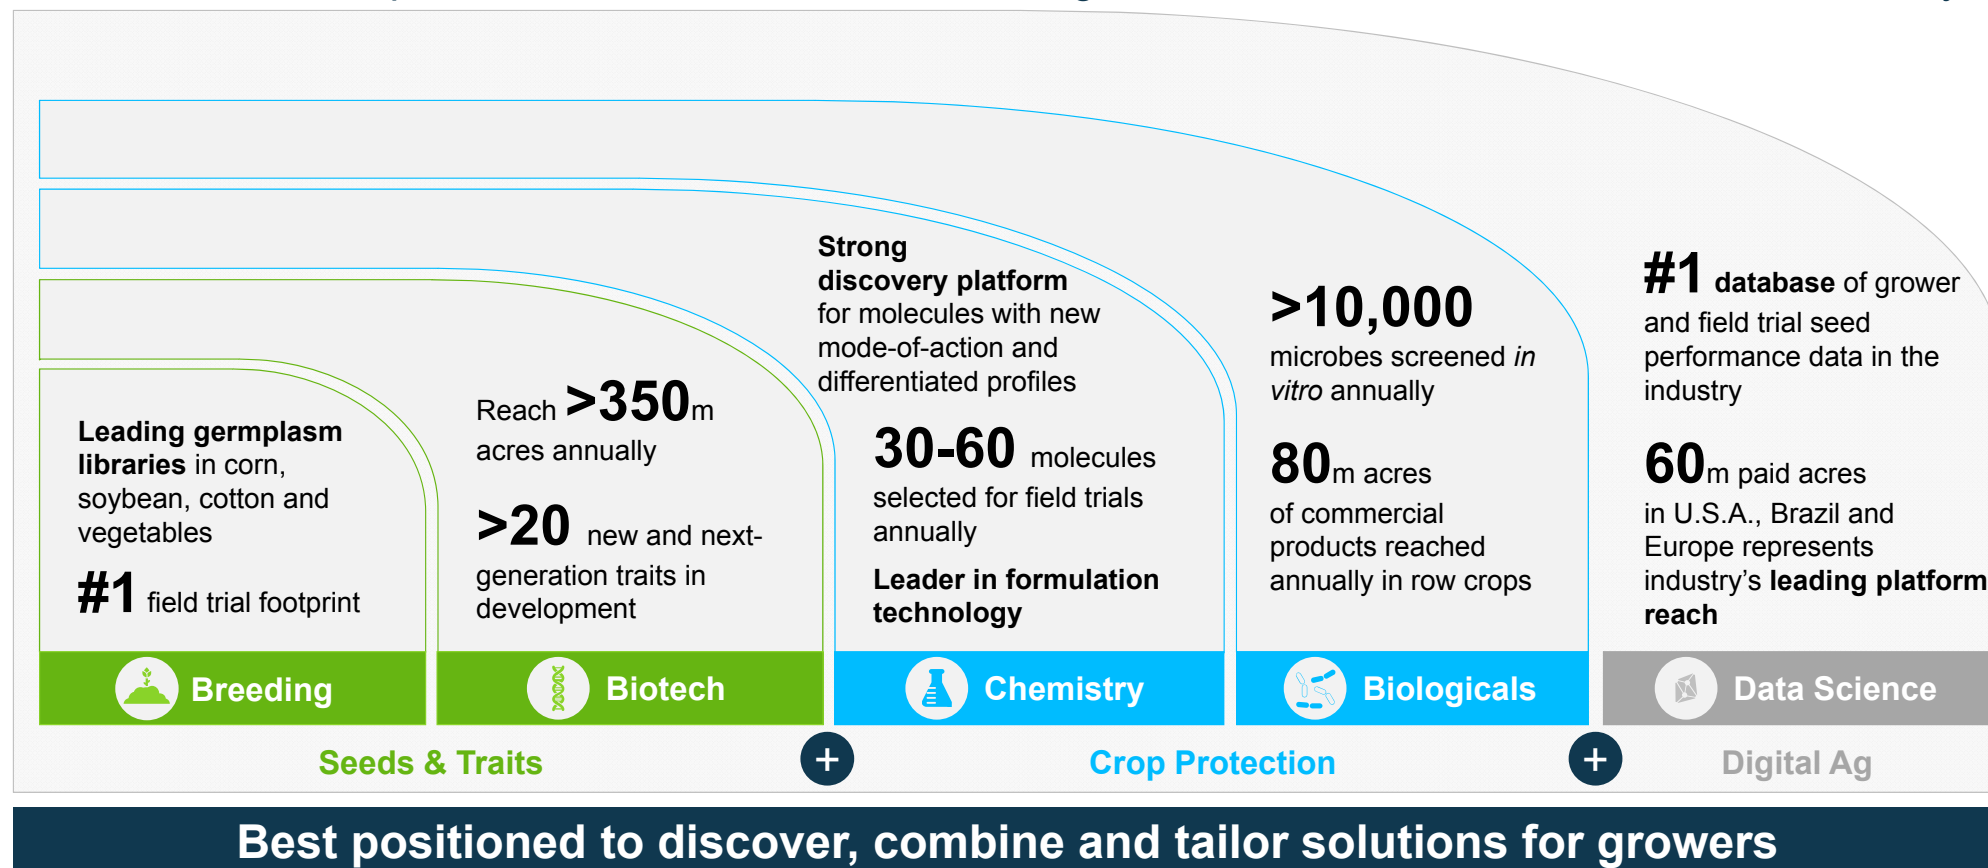 Leading germplasm
libraries in corn,
soybean, cotton and
vegetables
#1 field trial footprint
Breeding
Reach >350m
acres annually
>20 new and next-
generation traits in
development
Biotech
Seeds & Traits
+
Strong
discovery platform
for molecules with new
mode-of-action and
differentiated profiles
30-60 molecules
selected for field trials
annually
Leader in formulation
technology
Chemistry
>10,000
microbes screened in
vitro annually
80m acres
of commercial
products reached
annually in row crops
Biologicals
Crop Protection
+
#1 database of grower
and field trial seed
performance data in the
industry
60m paid acres
in U.S.A., Brazil and
Europe represents
industry’s leading platform
reach
Data Science
Digital Ag
Best positioned to discover, combine and tailor solutions for growers